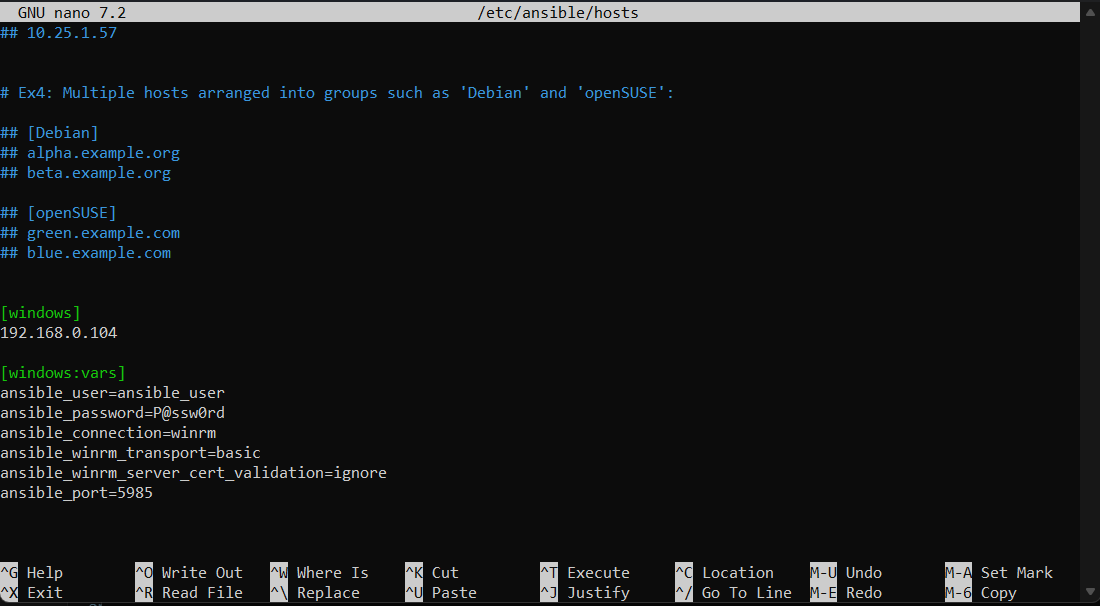 GNU nano 7.2 /etc/ansible/hosts
## 10.25.1.57
# Ex4: Multiple hosts arranged into groups such as 'Debian' and 'openSUSE':
## [Debian]
## alpha.example.org
## beta.example.org
## [openSUSE]
## green.example.com
## blue.example.com
[windows]
192.168.0.104
[windows:vars]
ansible_user=ansible_user
ansible_password=P@ssw0rd
ansible_connection=winrm
ansible_winrm_transport=basic
ansible_winrm_server_cert_validation=ignore
ansible_port=5985
^G Help ^O Write Out ^W Where Is ^K Cut ^T Execute ^C Location M-U Undo M-A Set Mark
^X Exit ^R Read File ^\ Replace ^U Paste ^J Justify ^/ Go To Line M-E Redo M-6 Copy